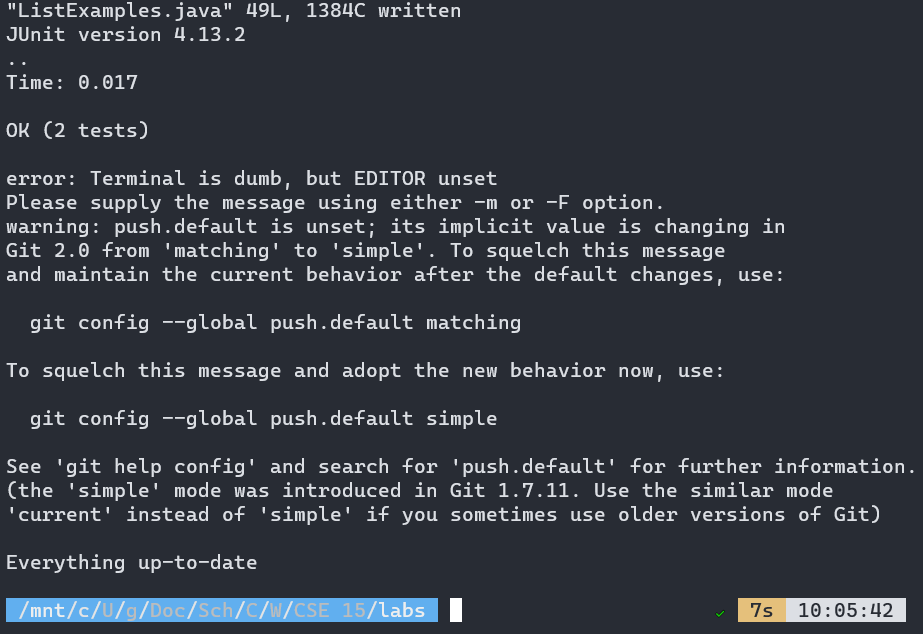 "ListExamples.java" 49L, 1384C written
JUnit version 4.13.2
..
Time: 0.017
OK (2 tests)
error: Terminal is dumb, but EDITOR unset
Please supply the message using either -m or -F option.
warning: push.default is unset; its implicit value is changing in
Git 2.0 from 'matching' to 'simple'. To squelch this message
and maintain the current behavior after the default changes, use:
  git config --global push.default matching
To squelch this message and adopt the new behavior now, use:
  git config --global push.default simple
See 'git help config' and search for 'push.default' for further information.
(the 'simple' mode was introduced in Git 1.7.11. Use the similar mode
'current' instead of 'simple' if you sometimes use older versions of Git)
Everything up-to-date
/mnt/c/U/g/Doc/Sch/C/W/CSE 15/labs ✓ 7s 10:05:42